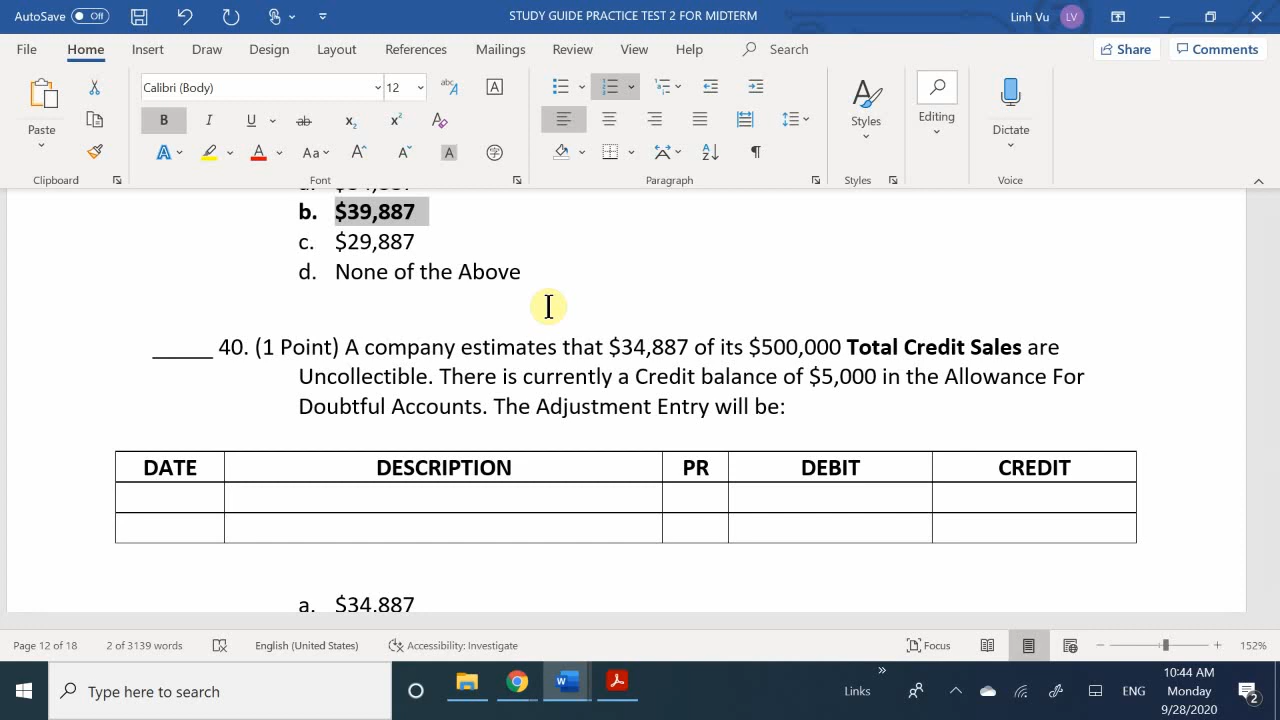 AutoSave Off STUDY GUIDE PRACTICE TEST 2 FOR MIDTERM Linh Vu LV
File Home Insert Draw Design Layout References Mailings Review View Help Search Share Comments
Calibri (Body) 12
Paste Styles Editing Dictate
Clipboard Font Paragraph Styles Voice
b. $39,887
c. $29,887
d. None of the Above
_____ 40. (1 Point) A company estimates that $34,887 of its $500,000 Total Credit Sales are
Uncollectible. There is currently a Credit balance of $5,000 in the Allowance For
Doubtful Accounts. The Adjustment Entry will be:
DATE DESCRIPTION PR DEBIT CREDIT
a. $34,887
Page 12 of 18 2 of 3139 words English (United States) Accessibility: Investigate Focus 152%
Type here to search Links ENG 10:44 AM
Monday
9/28/2020 2